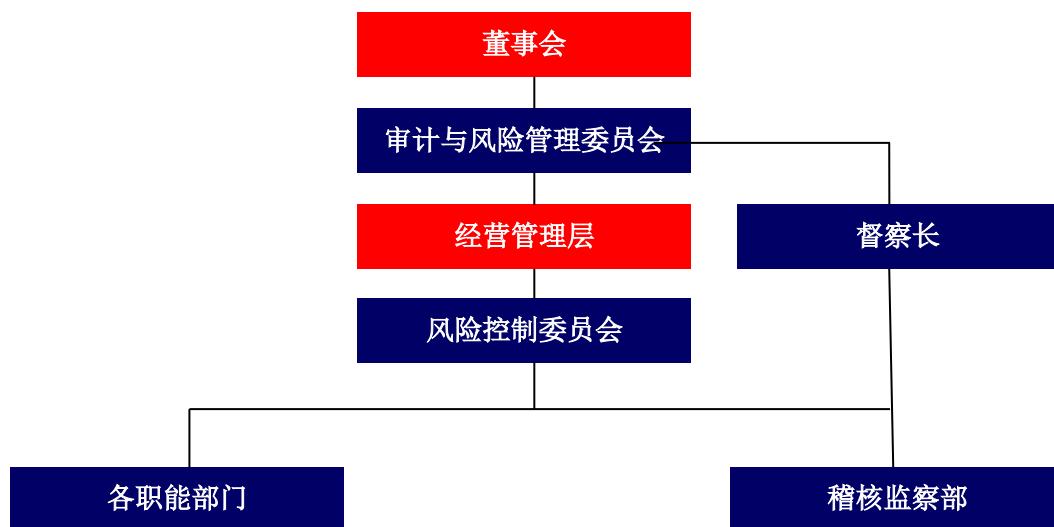 董事会
审计与风险管理委员会
经营管理层
督察长
风险控制委员会
各职能部门
稽核监察部